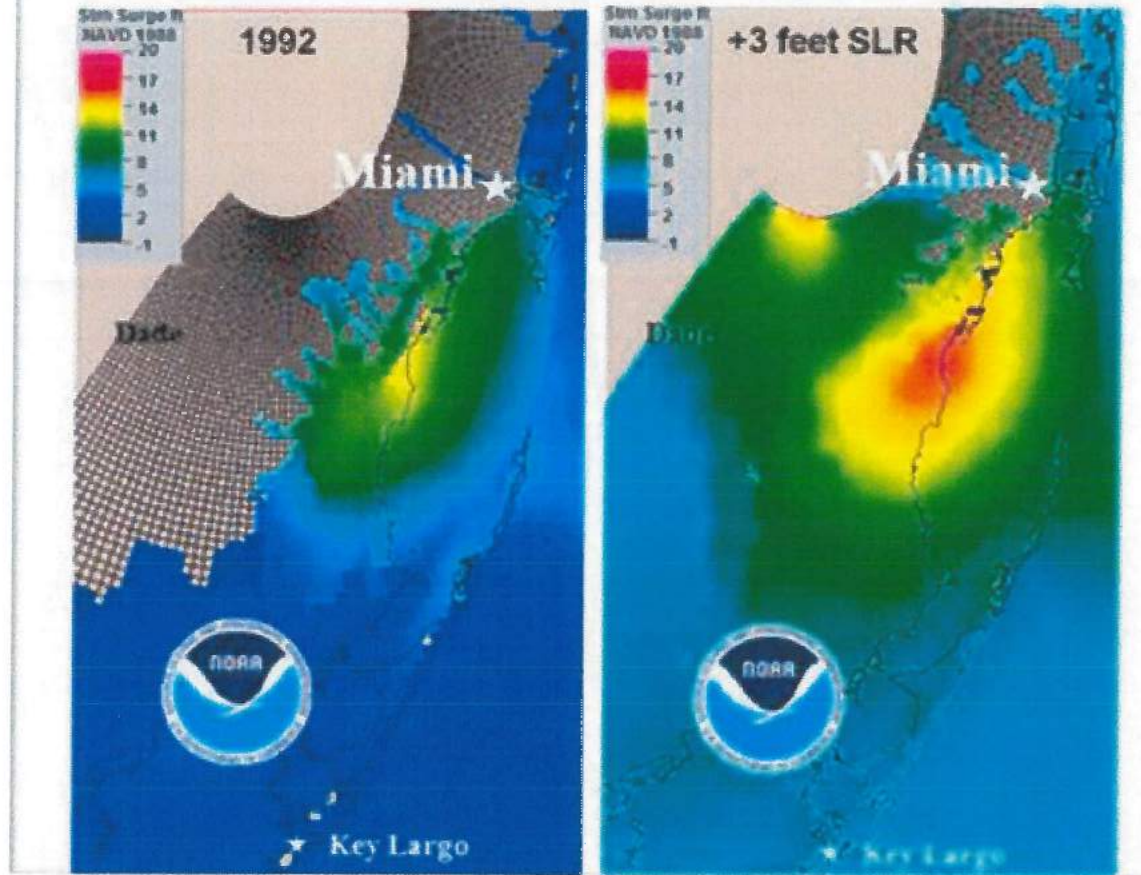 Stm Surge ft
NAVD 1988
20
17
14
11
8
5
2
-1
1992
Miami
Dade
NOAA
Key Largo
Stm Surge ft
NAVD 1988
20
17
14
11
8
5
2
-1
+3 feet SLR
Miami
Dade
NOAA
Key Largo